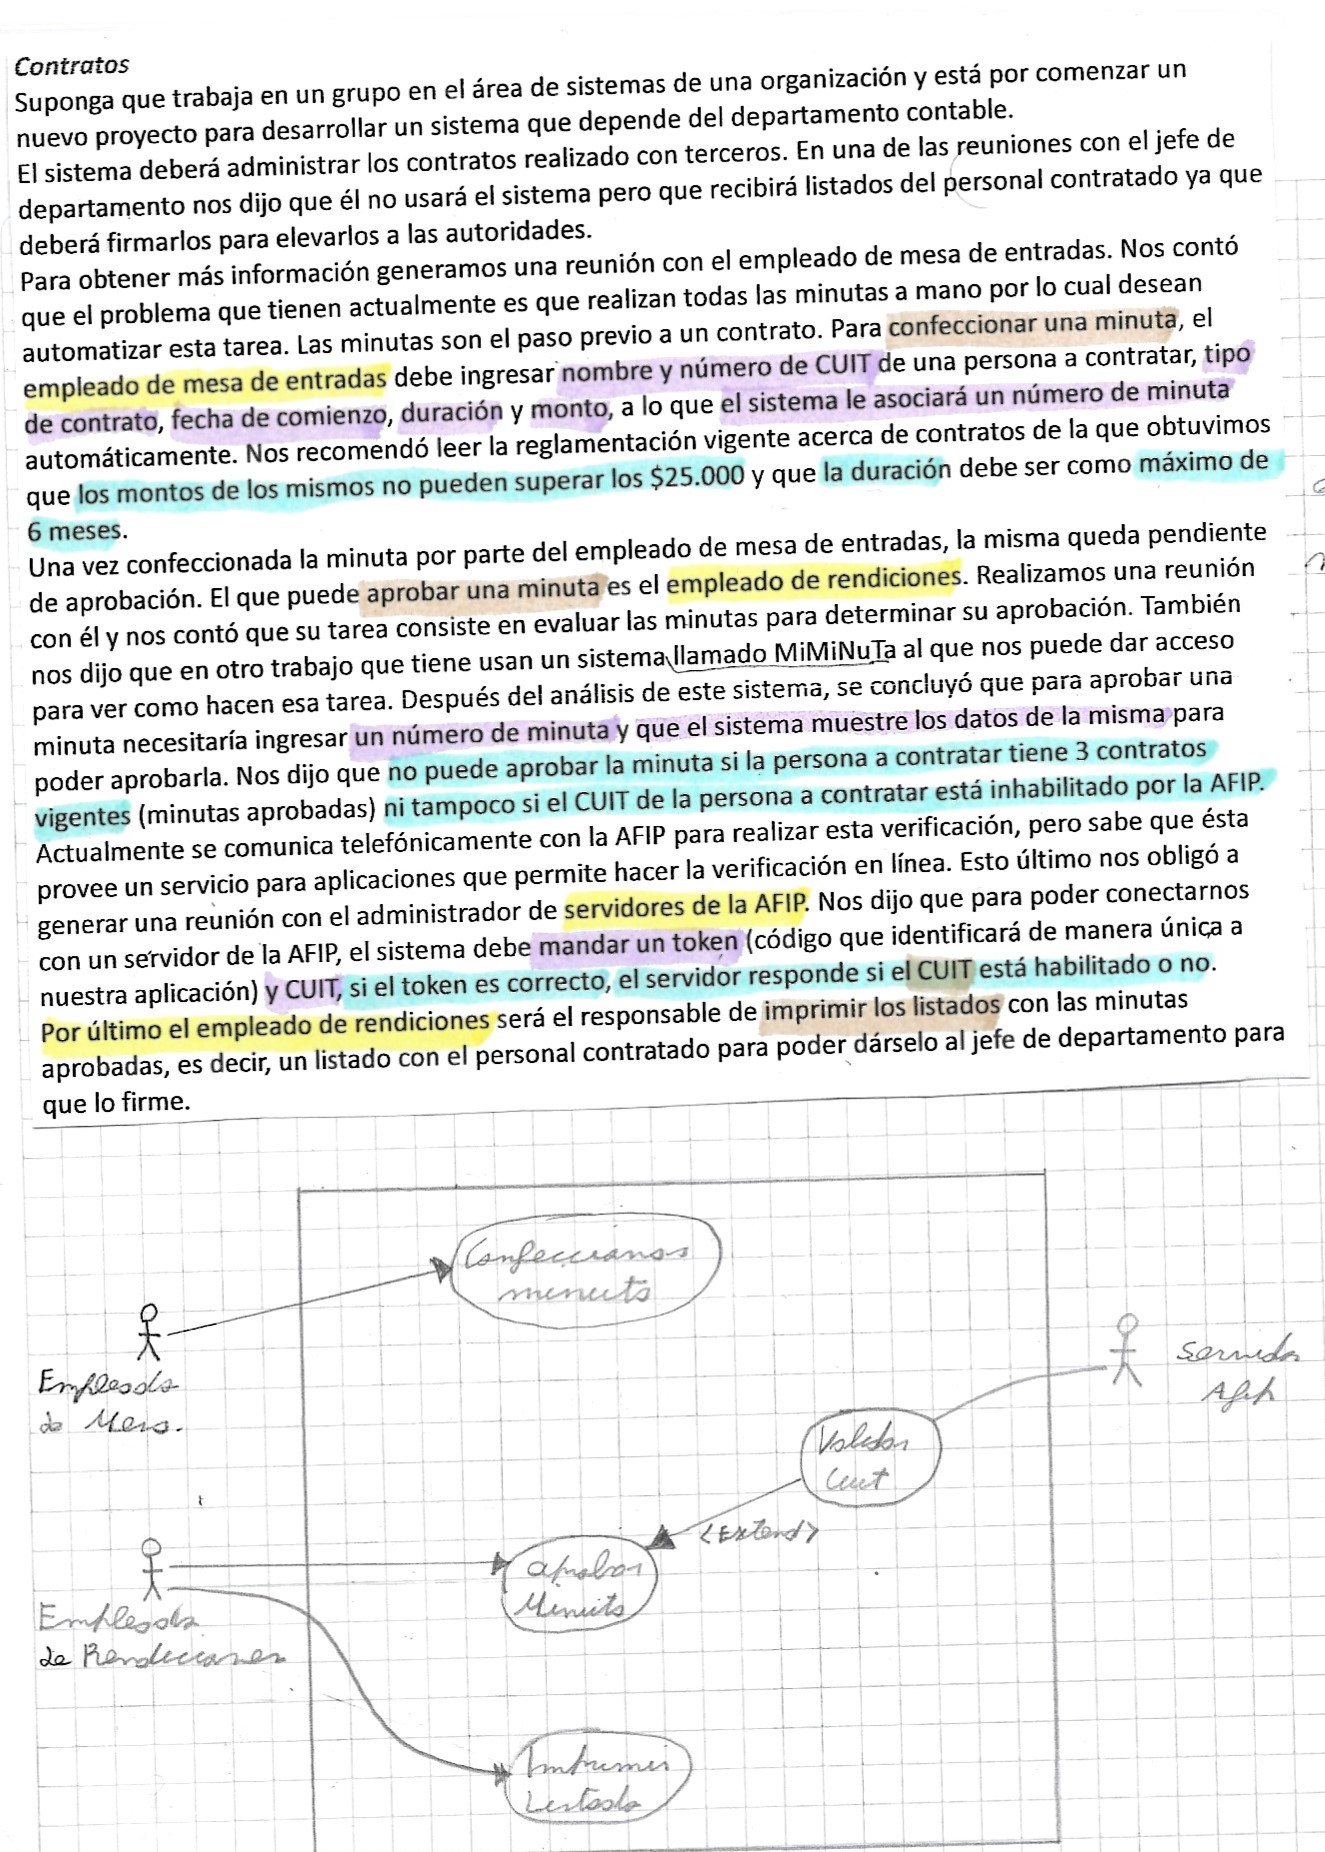 Contratos
Suponga que trabaja en un grupo en el área de sistemas de una organización y está por comenzar un
nuevo proyecto para desarrollar un sistema que depende del departamento contable.
El sistema deberá administrar los contratos realizado con terceros. En una de las reuniones con el jefe de
departamento nos dijo que él no usará el sistema pero que recibirá listados del personal contratado ya que
deberá firmarlos para elevarlos a las autoridades.
Para obtener más información generamos una reunión con el empleado de mesa de entradas. Nos contó
que el problema que tienen actualmente es que realizan todas las minutas a mano por lo cual desean
automatizar esta tarea. Las minutas son el paso previo a un contrato. Para confeccionar una minuta, el
empleado de mesa de entradas debe ingresar nombre y número de CUIT de una persona a contratar, tipo
de contrato, fecha de comienzo, duración y monto, a lo que el sistema le asociará un número de minuta
automáticamente. Nos recomendó leer la reglamentación vigente acerca de contratos de la que obtuvimos
que los montos de los mismos no pueden superar los $25.000 y que la duración debe ser como máximo de
6 meses.
Una vez confeccionada la minuta por parte del empleado de mesa de entradas, la misma queda pendiente
de aprobación. El que puede aprobar una minuta es el empleado de rendiciones. Realizamos una reunión
con él y nos contó que su tarea consiste en evaluar las minutas para determinar su aprobación. También
nos dijo que en otro trabajo que tiene usan un sistema llamado MiMiNuTa al que nos puede dar acceso
para ver como hacen esa tarea. Después del análisis de este sistema, se concluyó que para aprobar una
minuta necesitaría ingresar un número de minuta y que el sistema muestre los datos de la misma para
poder aprobarla. Nos dijo que no puede aprobar la minuta si la persona a contratar tiene 3 contratos
vigentes (minutas aprobadas) ni tampoco si el CUIT de la persona a contratar está inhabilitado por la AFIP.
Actualmente se comunica telefónicamente con la AFIP para realizar esta verificación, pero sabe que ésta
provee un servicio para aplicaciones que permite hacer la verificación en línea. Esto último nos obligó a
generar una reunión con el administrador de servidores de la AFIP. Nos dijo que para poder conectarnos
con un servidor de la AFIP, el sistema debe mandar un token (código que identificará de manera única a
nuestra aplicación) y CUIT, si el token es correcto, el servidor responde si el CUIT está habilitado o no.
Por último el empleado de rendiciones será el responsable de imprimir los listados con las minutas
aprobadas, es decir, un listado con el personal contratado para poder dárselo al jefe de departamento para
que lo firme.
Confeccionar
minuta
Empleado
de Mesa.
Servidor
Afip
Validar
Cuit
<Extend>
aprobar
Minuta
Empleado
de Rendiciones
Imprimir
Listado